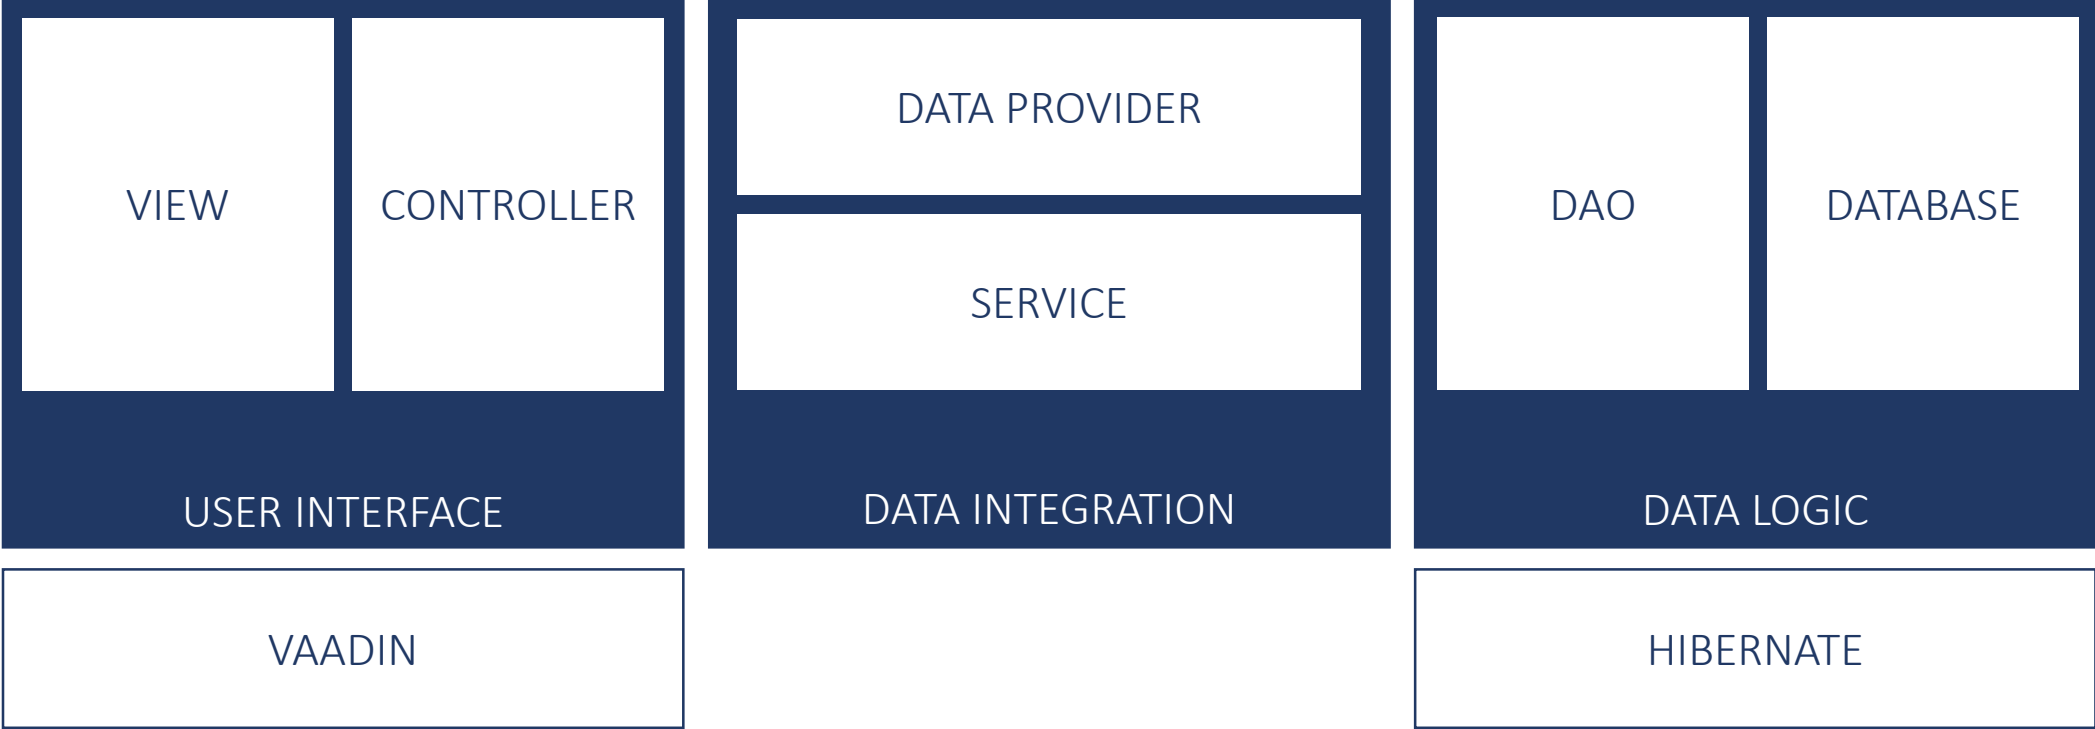 VIEW
CONTROLLER
USER INTERFACE
VAADIN
DATA PROVIDER
SERVICE
DATA INTEGRATION
DAO
DATABASE
DATA LOGIC
HIBERNATE